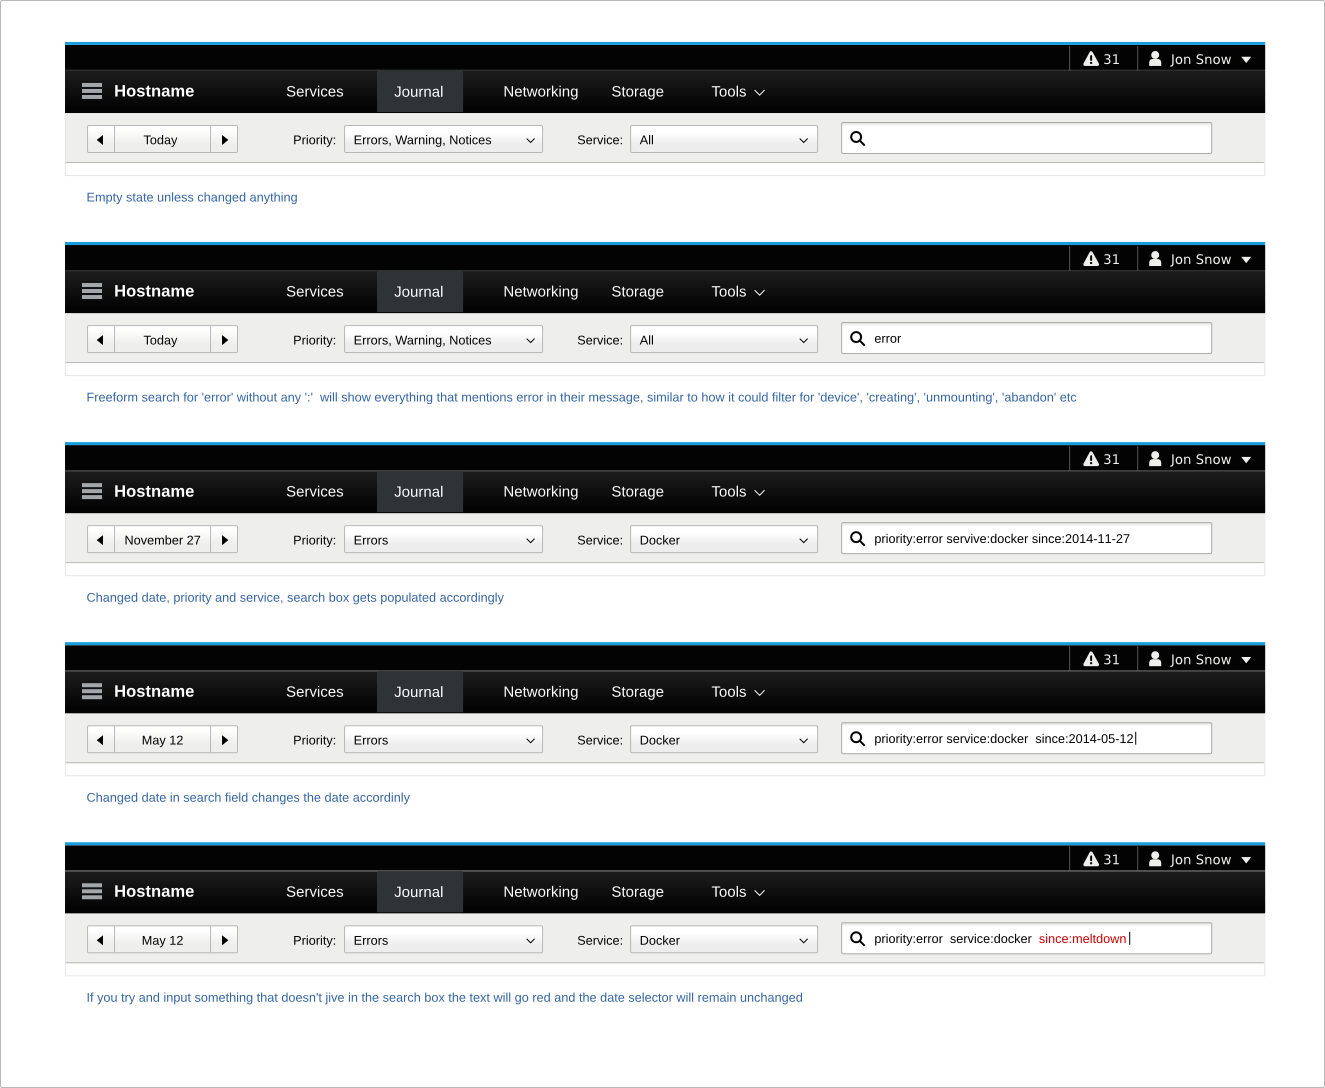 31 Jon Snow
Hostname Services Journal Networking Storage Tools
Today Priority: Errors, Warning, Notices Service: All
Empty state unless changed anything
31 Jon Snow
Hostname Services Journal Networking Storage Tools
Today Priority: Errors, Warning, Notices Service: All error
Freeform search for 'error' without any ':'  will show everything that mentions error in their message, similar to how it could filter for 'device', 'creating', 'unmounting', 'abandon' etc
31 Jon Snow
Hostname Services Journal Networking Storage Tools
November 27 Priority: Errors Service: Docker priority:error servive:docker since:2014-11-27
Changed date, priority and service, search box gets populated accordingly
31 Jon Snow
Hostname Services Journal Networking Storage Tools
May 12 Priority: Errors Service: Docker priority:error service:docker  since:2014-05-12
Changed date in search field changes the date accordinly
31 Jon Snow
Hostname Services Journal Networking Storage Tools
May 12 Priority: Errors Service: Docker priority:error  service:docker  since:meltdown
If you try and input something that doesn't jive in the search box the text will go red and the date selector will remain unchanged